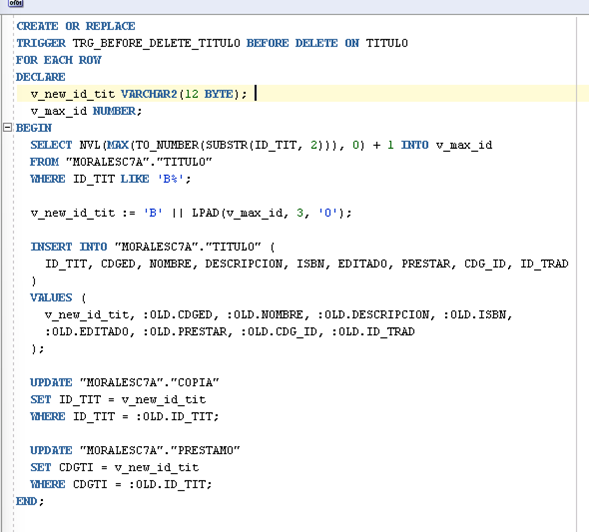 CREATE OR REPLACE
TRIGGER TRG_BEFORE_DELETE_TITULO BEFORE DELETE ON TITULO
FOR EACH ROW
DECLARE
v_new_id_tit VARCHAR2(12 BYTE);
v_max_id NUMBER;
BEGIN
SELECT NVL(MAX(TO_NUMBER(SUBSTR(ID_TIT, 2))), 0) + 1 INTO v_max_id
FROM "MORALESC7A"."TITULO"
WHERE ID_TIT LIKE 'B%';
v_new_id_tit := 'B' || LPAD(v_max_id, 3, '0');
INSERT INTO "MORALESC7A"."TITULO" (
ID_TIT, CDGED, NOMBRE, DESCRIPCION, ISBN, EDITADO, PRESTAR, CDG_ID, ID_TRAD
)
VALUES (
v_new_id_tit, :OLD.CDGED, :OLD.NOMBRE, :OLD.DESCRIPCION, :OLD.ISBN,
:OLD.EDITADO, :OLD.PRESTAR, :OLD.CDG_ID, :OLD.ID_TRAD
);
UPDATE "MORALESC7A"."COPIA"
SET ID_TIT = v_new_id_tit
WHERE ID_TIT = :OLD.ID_TIT;
UPDATE "MORALESC7A"."PRESTAMO"
SET CDGTI = v_new_id_tit
WHERE CDGTI = :OLD.ID_TIT;
END;